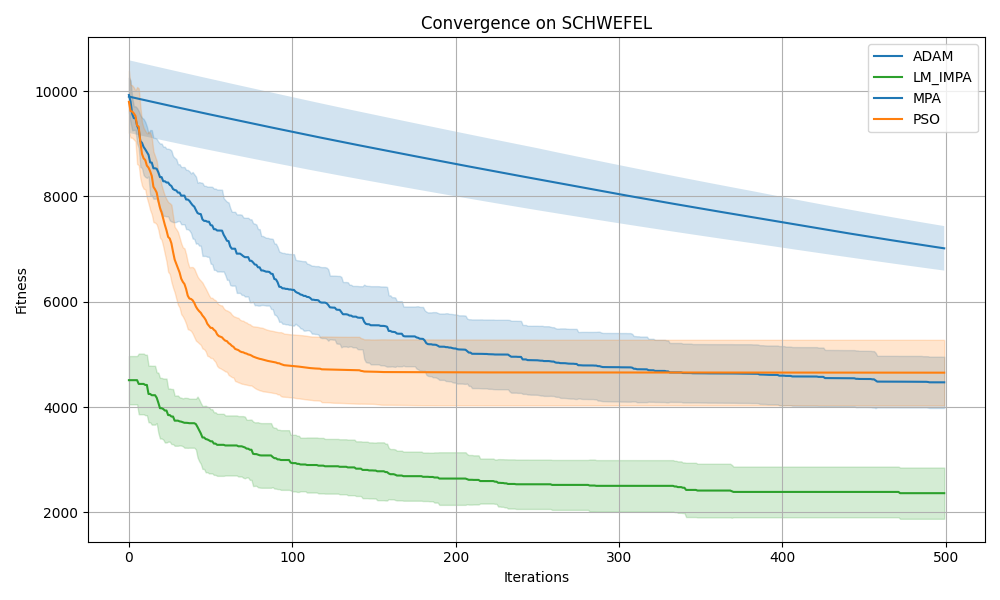 Convergence on SCHWEFEL
ADAM
LM_IMPA
MPA
PSO
Fitness
10000
8000
6000
4000
2000
0 100 200 300 400 500
Iterations